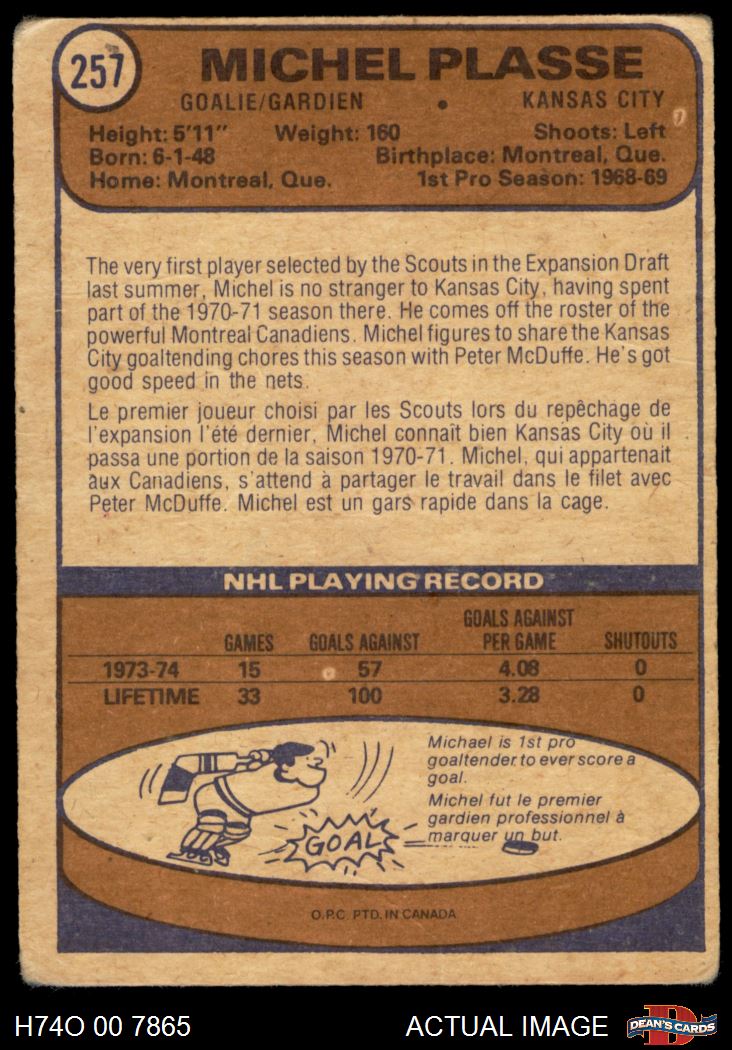 257
MICHEL PLASSE
GOALIE/GARDIEN • KANSAS CITY
Height: 5'11" Weight: 160 Shoots: Left
Born: 6-1-48 Birthplace: Montreal, Que.
Home: Montreal, Que. 1st Pro Season: 1968-69
The very first player selected by the Scouts in the Expansion Draft
last summer, Michel is no stranger to Kansas City, having spent
part of the 1970-71 season there. He comes off the roster of the
powerful Montreal Canadiens. Michel figures to share the Kansas
City goaltending chores this season with Peter McDuffe. He's got
good speed in the nets.
Le premier joueur choisi par les Scouts lors du repêchage de
l'expansion l'été dernier, Michel connaît bien Kansas City où il
passa une portion de la saison 1970-71. Michel, qui appartenait
aux Canadiens, s'attend à partager le travail dans le filet avec
Peter McDuffe. Michel est un gars rapide dans la cage.
NHL PLAYING RECORD
GAMES GOALS AGAINST GOALS AGAINST PER GAME SHUTOUTS
1973-74 15 57 4.08 0
LIFETIME 33 100 3.28 0
Michael is 1st pro
goaltender to ever score a
goal.
Michel fut le premier
gardien professionnel à
marquer un but.
GOAL
O.P.C. PTD. IN CANADA
H74O 00 7865 ACTUAL IMAGE D DEAN'S CARDS